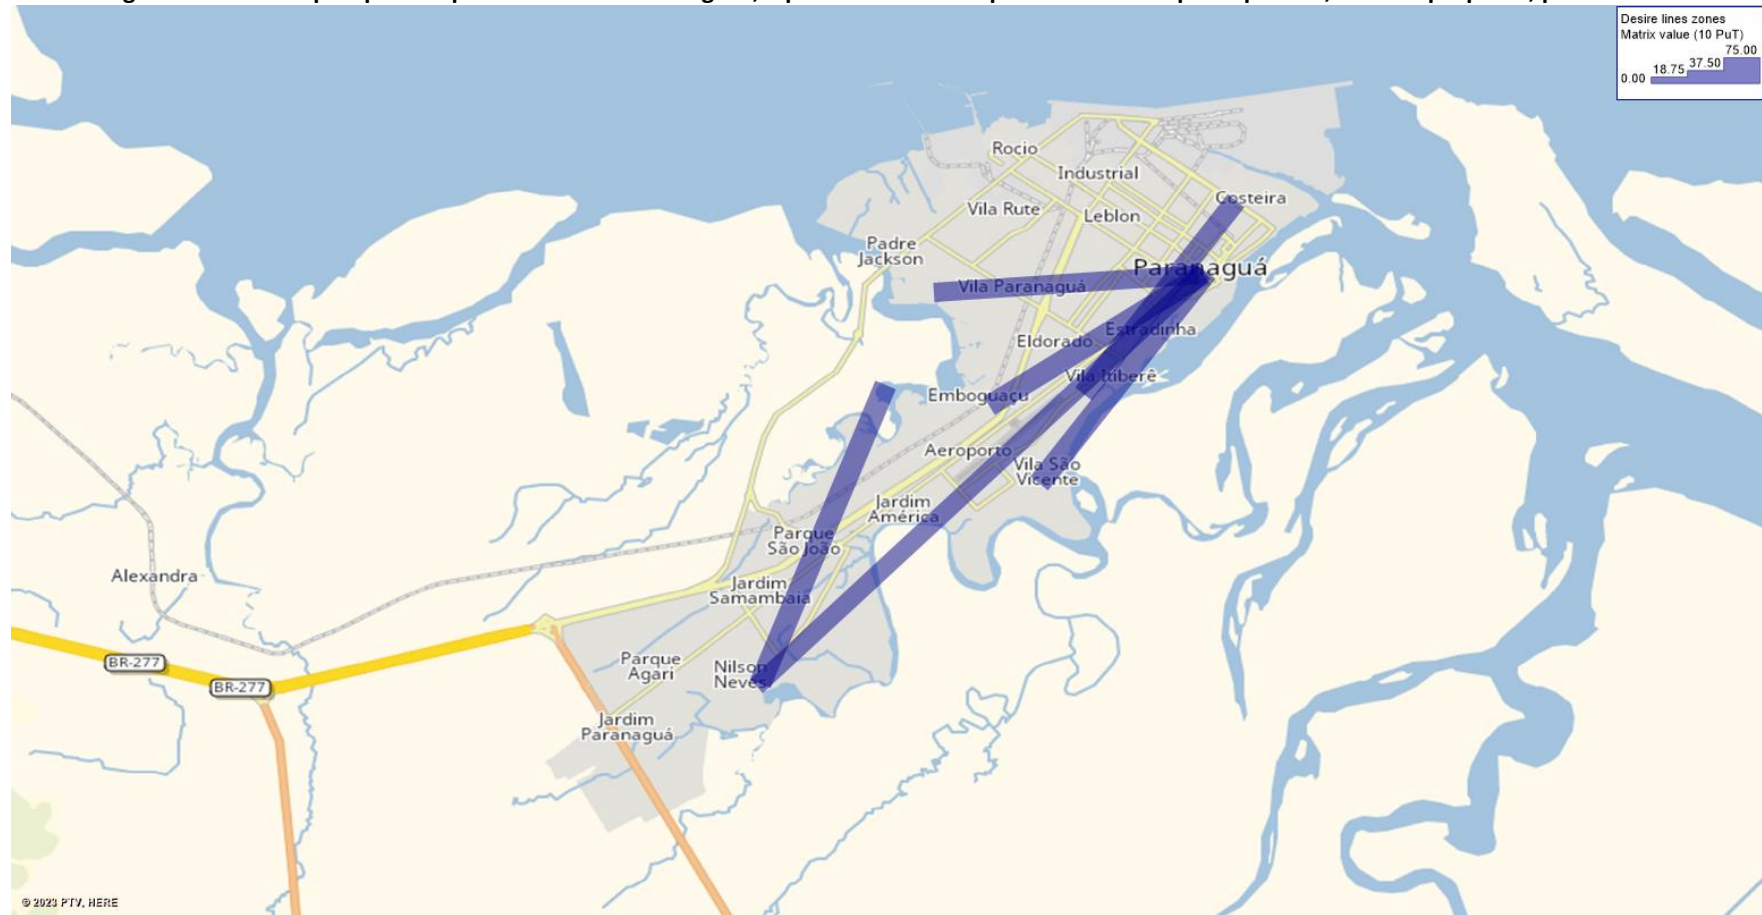 Desire lines zones
Matrix value (10 PuT)
75.00
37.50
18.75
0.00
Rocio
Industrial
Costeira
Vila Rute
Leblon
Padre
Jackson
Paranaguá
Vila Paranaguá
Estradinha
Eldorado
Vila Itiberê
Emboguaçu
Aeroporto
Vila São
Vicente
Jardim
América
Parque
São João
Alexandra
Jardim
Samambaia
BR-277
Parque
Agari
Nilson
Neves
BR-277
Jardim
Paranaguá
© 2023 PTV, HERE